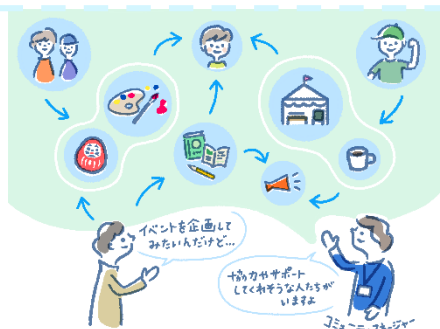 イベントを企画して
みたいんだけど…
協力やサポート
してくれそうな人たちが
いますよ
コミュニティマネージャー